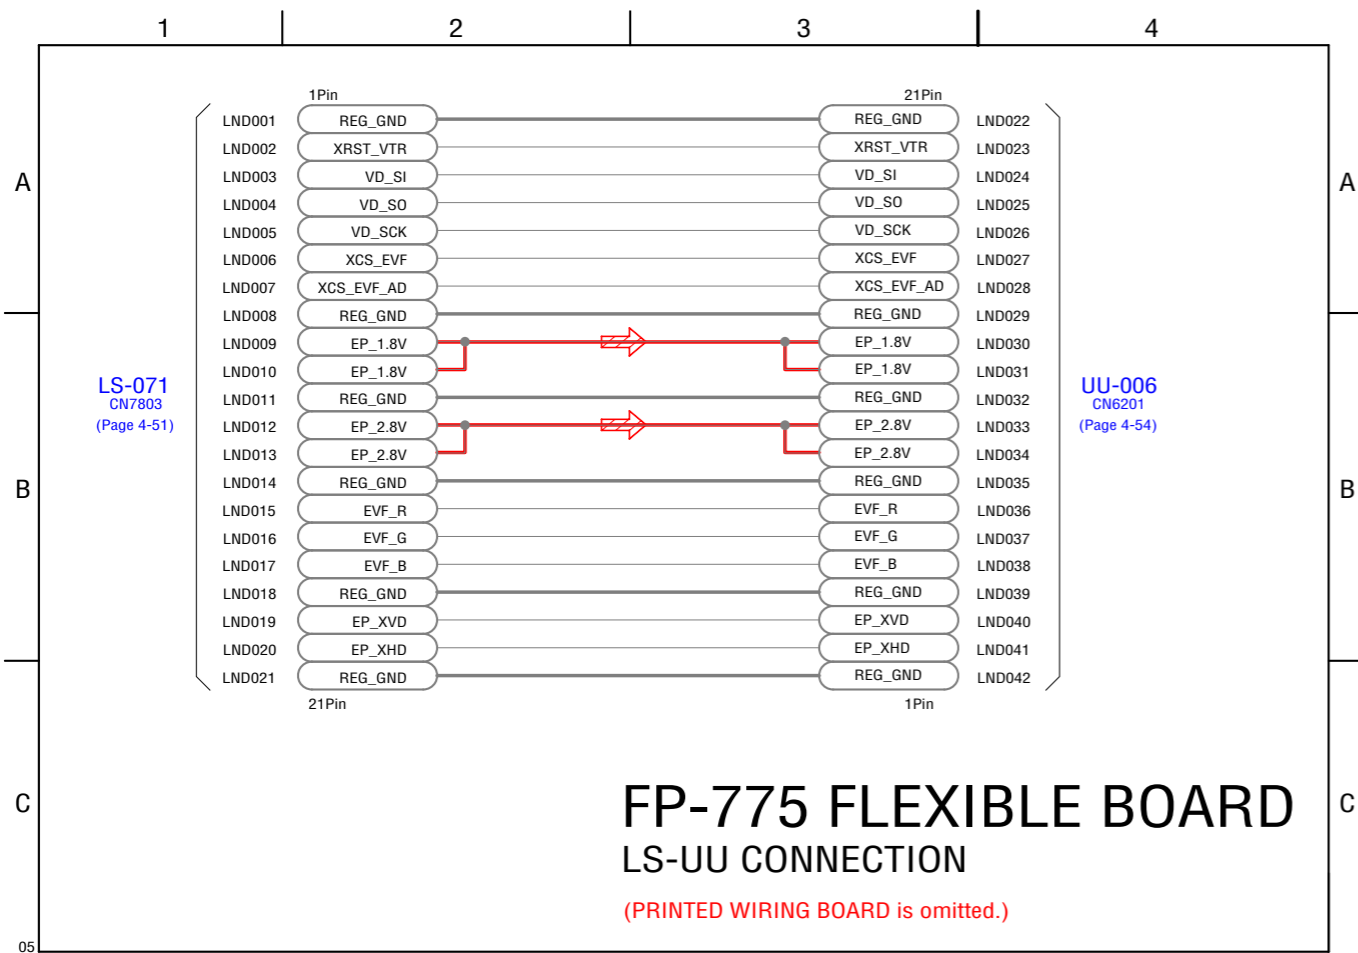 1 2 3 4
1Pin 21Pin
LND001 REG_GND REG_GND LND022
LND002 XRST_VTR XRST_VTR LND023
LND003 VD_SI VD_SI LND024
A A
LND004 VD_SO VD_SO LND025
LND005 VD_SCK VD_SCK LND026
LND006 XCS_EVF XCS_EVF LND027
LND007 XCS_EVF_AD XCS_EVF_AD LND028
LND008 REG_GND REG_GND LND029
LND009 EP_1.8V EP_1.8V LND030
LND010 EP_1.8V EP_1.8V LND031
LS-071 UU-006
LND011 REG_GND REG_GND LND032
CN7803 CN6201
(Page 4-51) LND012 EP_2.8V EP_2.8V LND033 (Page 4-54)
LND013 EP_2.8V EP_2.8V LND034
LND014 REG_GND REG_GND LND035
B B
LND015 EVF_R EVF_R LND036
LND016 EVF_G EVF_G LND037
LND017 EVF_B EVF_B LND038
LND018 REG_GND REG_GND LND039
LND019 EP_XVD EP_XVD LND040
LND020 EP_XHD EP_XHD LND041
LND021 REG_GND REG_GND LND042
21Pin 1Pin
C C
FP-775 FLEXIBLE BOARD
LS-UU CONNECTION
(PRINTED WIRING BOARD is omitted.)
05